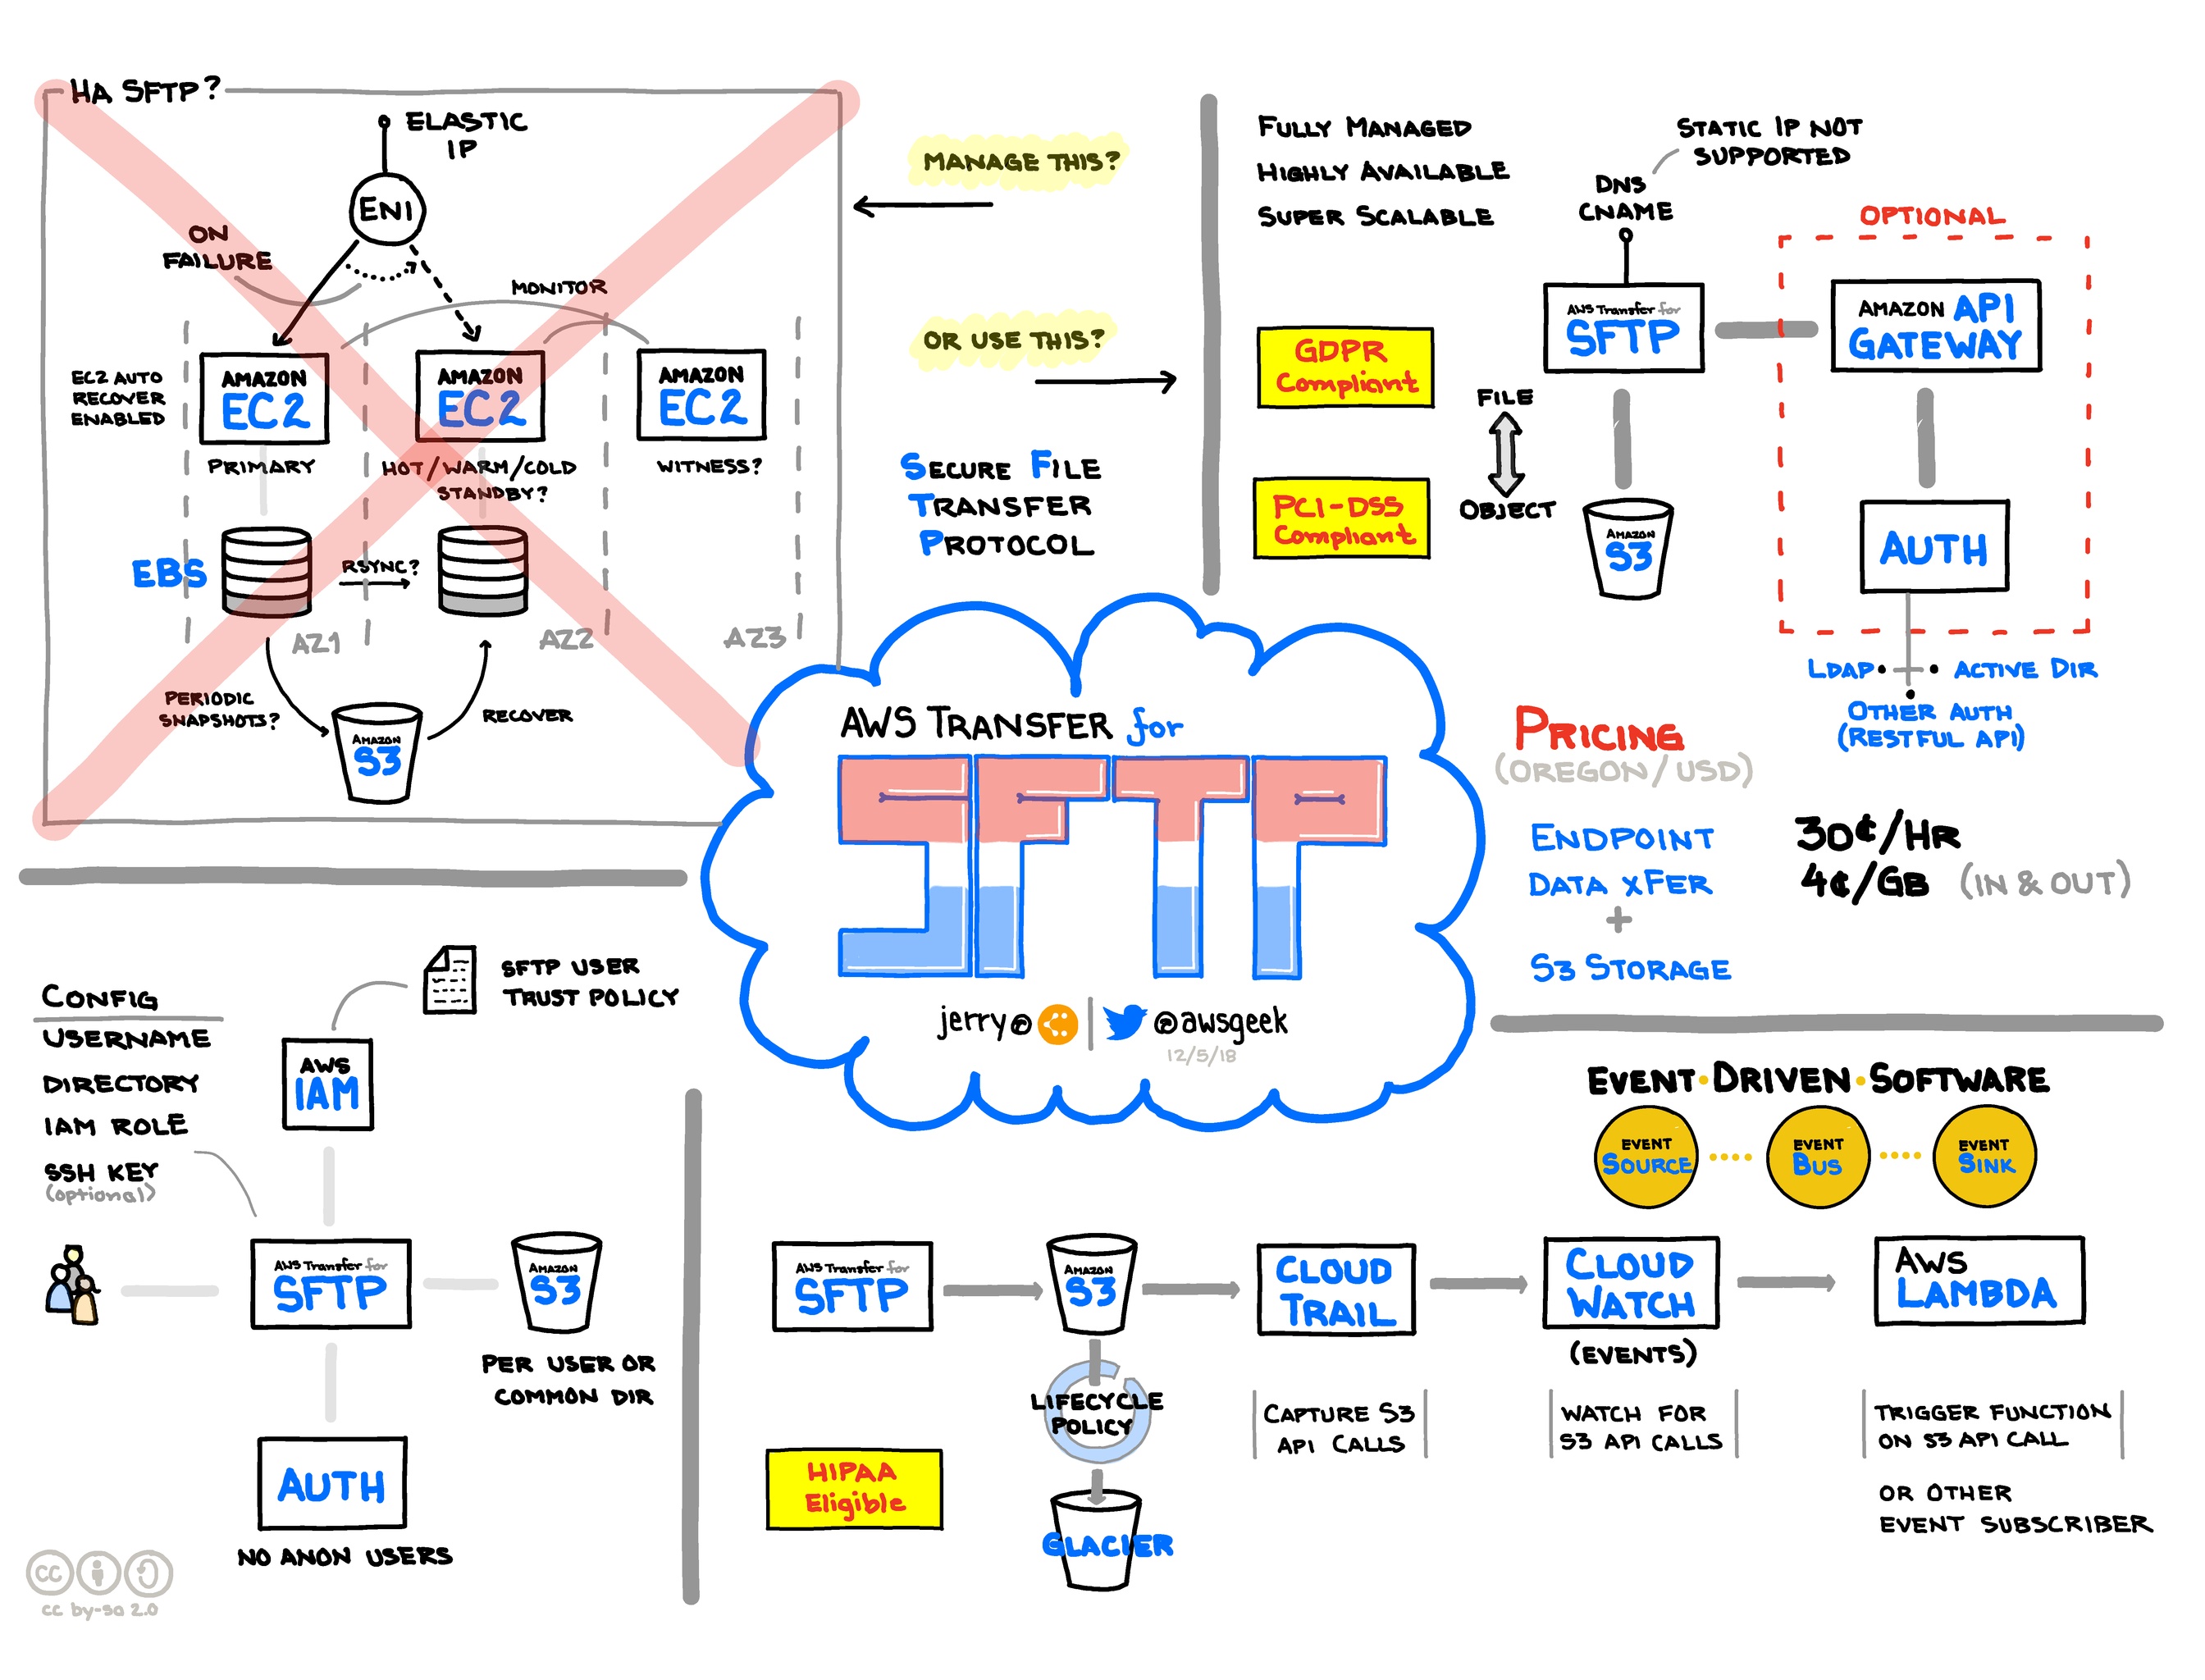 HA SFTP?
ELASTIC
IP
ENI
ON
FAILURE
MONITOR
EC2 AUTO
RECOVER
ENABLED
AMAZON
EC2
PRIMARY
AMAZON
EC2
HOT/WARM/COLD
STANDBY?
AMAZON
EC2
WITNESS?
EBS
RSYNC?
AZ1
AZ2
AZ3
PERIODIC
SNAPSHOTS?
AMAZON
S3
RECOVER
MANAGE THIS?
OR USE THIS?
SECURE FILE
TRANSFER
PROTOCOL
FULLY MANAGED
HIGHLY AVAILABLE
SUPER SCALABLE
GDPR
Compliant
PCI-DSS
Compliant
STATIC IP NOT
SUPPORTED
DNS
CNAME
AWS Transfer for
SFTP
FILE
OBJECT
AMAZON
S3
OPTIONAL
AMAZON API
GATEWAY
AUTH
LDAP
ACTIVE DIR
OTHER AUTH
(RESTFUL API)
AWS TRANSFER for
SFTP
jerry@
@awsgeek
12/5/18
PRICING
(OREGON/USD)
ENDPOINT 30¢/HR
DATA XFER 4¢/GB (IN & OUT)
+
S3 STORAGE
CONFIG
USERNAME
DIRECTORY
IAM ROLE
SSH KEY
(optional)
SFTP USER
TRUST POLICY
AWS
IAM
AWS Transfer for
SFTP
AMAZON
S3
PER USER OR
COMMON DIR
AUTH
NO ANON USERS
cc
cc by-sa 2.0
EVENT·DRIVEN·SOFTWARE
EVENT
SOURCE
EVENT
BUS
EVENT
SINK
AWS Transfer for
SFTP
AMAZON
S3
CLOUD
TRAIL
CLOUD
WATCH
(EVENTS)
AWS
LAMBDA
LIFECYCLE
POLICY
GLACIER
HIPAA
Eligible
CAPTURE S3
API CALLS
WATCH FOR
S3 API CALLS
TRIGGER FUNCTION
ON S3 API CALL
OR OTHER
EVENT SUBSCRIBER